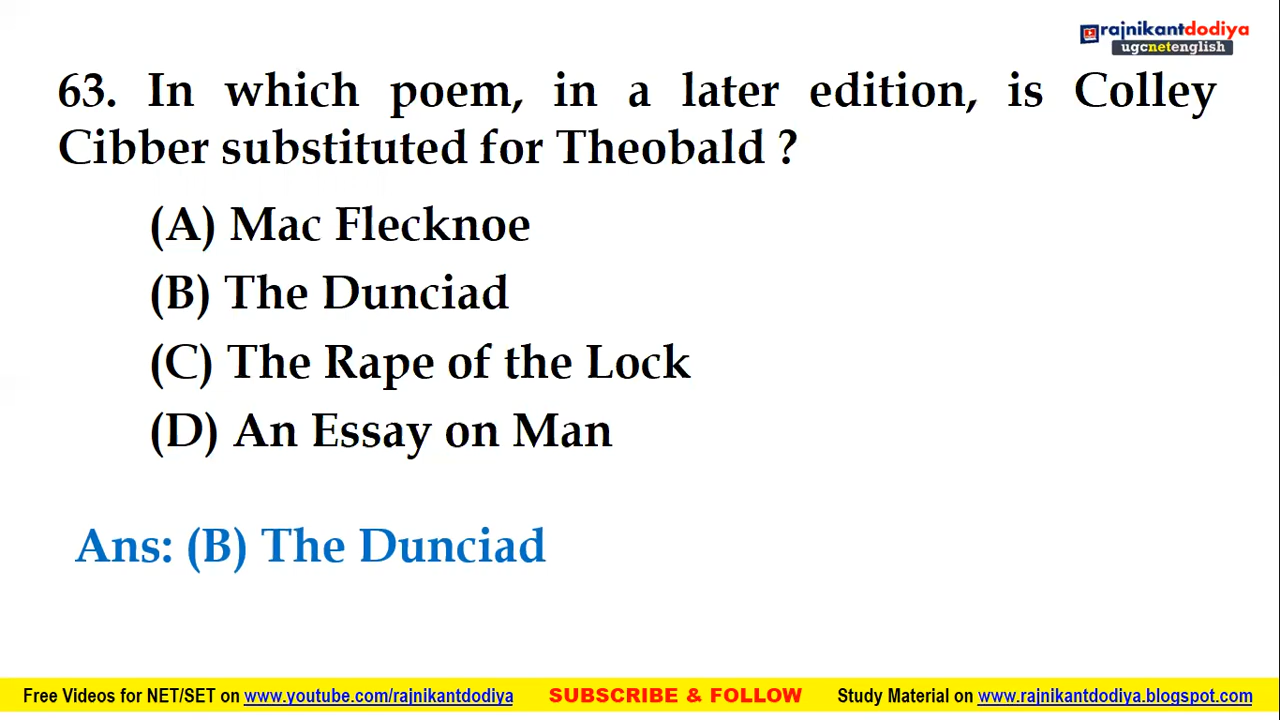 rajnikantdodiya
ugcnetenglish
63. In which poem, in a later edition, is Colley
Cibber substituted for Theobald ?
(A) Mac Flecknoe
(B) The Dunciad
(C) The Rape of the Lock
(D) An Essay on Man
Ans: (B) The Dunciad
Free Videos for NET/SET on www.youtube.com/rajnikantdodiya SUBSCRIBE & FOLLOW Study Material on www.rajnikantdodiya.blogspot.com